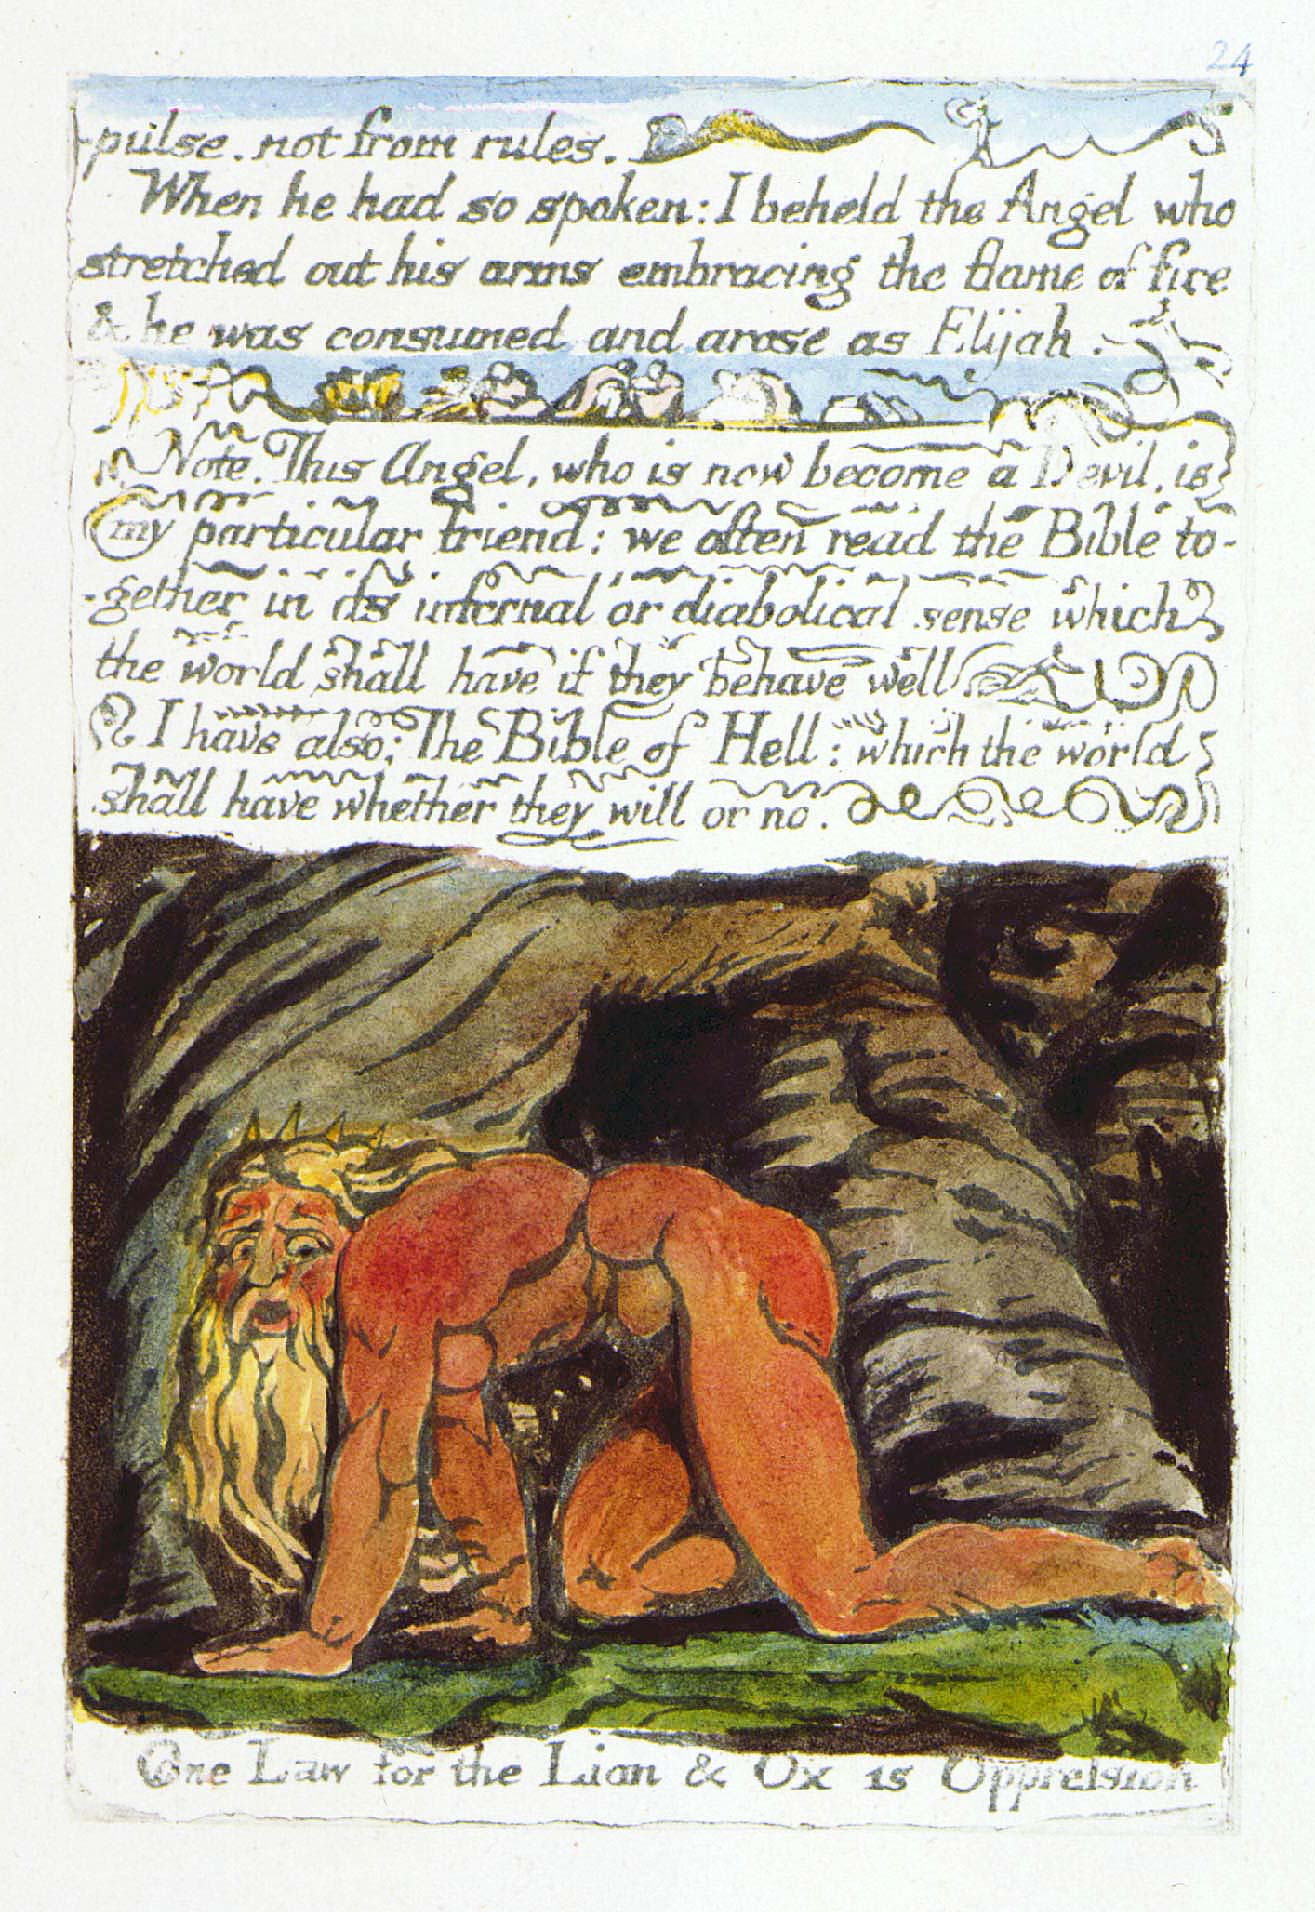 24
pulse. not from rules.
When he had so spoken: I beheld the Angel who
stretched out his arms embracing the flame of fire
& he was consumed and arose as Elijah.
Note. This Angel, who is now become a Devil, is
my particular friend: we often read the Bible to-
-gether in its infernal or diabolical sense which
the world shall have if they behave well
I have also: The Bible of Hell: which the world
shall have whether they will or no.
One Law for the Lion & Ox is Oppression